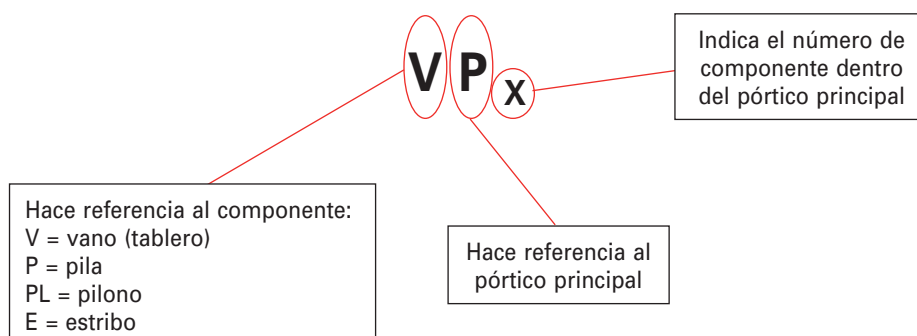 VPX
Indica el número de
componente dentro
del pórtico principal
Hace referencia al componente:
V = vano (tablero)
P = pila
PL = pilono
E = estribo
Hace referencia al
pórtico principal